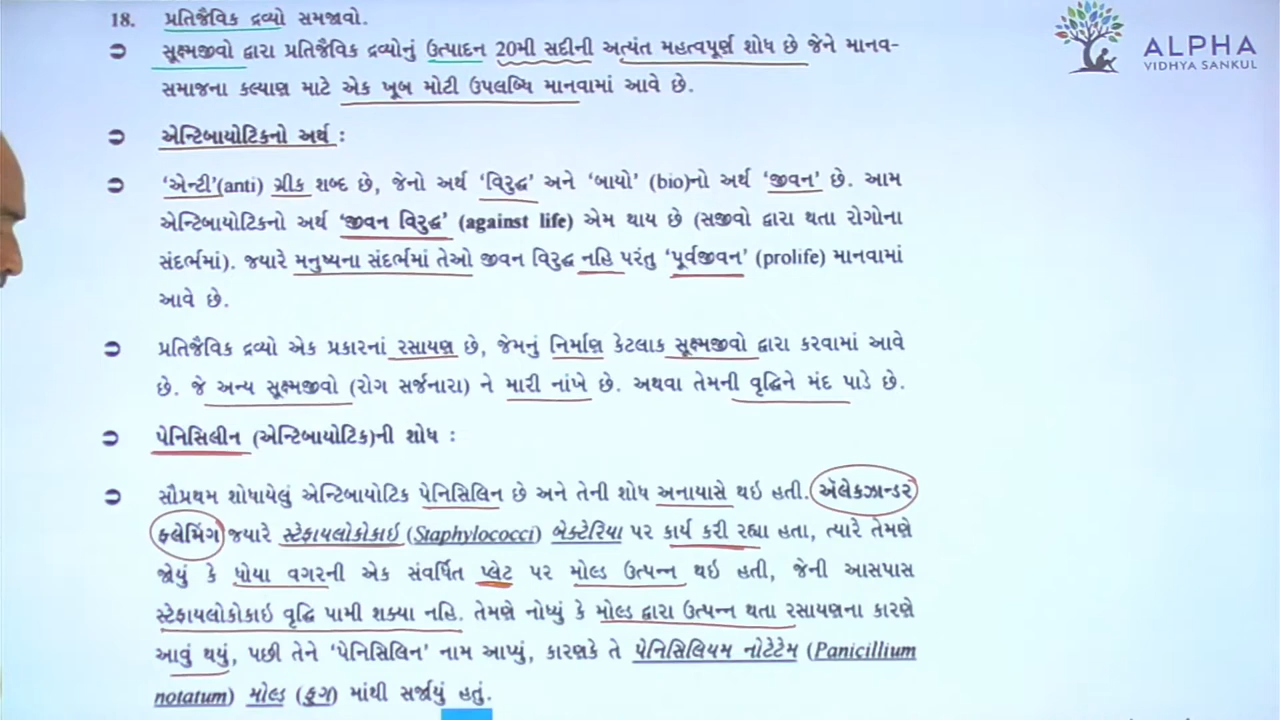 18. પ્રતિજૈવિક દ્રવ્યો સમજાવો.
ALPHA
VIDHYA SANKUL
સૂક્ષ્મજીવો દ્વારા પ્રતિજૈવિક દ્રવ્યોનું ઉત્પાદન 20મી સદીની અત્યંત મહત્વપૂર્ણ શોધ છે જેને માનવ-
સમાજના કલ્યાણ માટે એક ખૂબ મોટી ઉપલબ્ધિ માનવામાં આવે છે.
એન્ટિબાયોટિકનો અર્થ :
‘એન્ટી’(anti) ગ્રીક શબ્દ છે, જેનો અર્થ ‘વિરુદ્ધ’ અને ‘બાયો’ (bio)નો અર્થ ‘જીવન’ છે. આમ
એન્ટિબાયોટિકનો અર્થ ‘જીવન વિરુદ્ધ’ (against life) એમ થાય છે (સજીવો દ્વારા થતા રોગોના
સંદર્ભમાં). જ્યારે મનુષ્યના સંદર્ભમાં તેઓ જીવન વિરુદ્ધ નહિ પરંતુ ‘પૂર્વજીવન’ (prolife) માનવામાં
આવે છે.
પ્રતિજૈવિક દ્રવ્યો એક પ્રકારનાં રસાયણ છે, જેમનું નિર્માણ કેટલાક સૂક્ષ્મજીવો દ્વારા કરવામાં આવે
છે. જે અન્ય સૂક્ષ્મજીવો (રોગ સર્જનારા) ને મારી નાંખે છે. અથવા તેમની વૃદ્ધિને મંદ પાડે છે.
પેનિસિલીન (એન્ટિબાયોટિક)ની શોધ :
સૌપ્રથમ શોધાયેલું એન્ટિબાયોટિક પેનિસિલિન છે અને તેની શોધ અનાયાસે થઇ હતી. ઍલેકઝાન્ડર
ફ્લેમિંગ જ્યારે સ્ટેફાયલોકોકાઇ (Staphylococci) બેક્ટેરિયા પર કાર્ય કરી રહ્યા હતા, ત્યારે તેમણે
જોયું કે ધોયા વગરની એક સંવર્ધિત પ્લેટ પર મોલ્ડ ઉત્પન્ન થઇ હતી, જેની આસપાસ
સ્ટેફાયલોકોકાઇ વૃદ્ધિ પામી શક્યા નહિ. તેમણે નોધ્યું કે મોલ્ડ દ્વારા ઉત્પન્ન થતા રસાયણના કારણે
આવું થયું, પછી તેને ‘પેનિસિલિન’ નામ આપ્યું, કારણકે તે પેનિસિલિયમ નોટેટેમ (Panicillium
notatum) મોલ્ડ (ફુગ) માંથી સર્જાયું હતું.